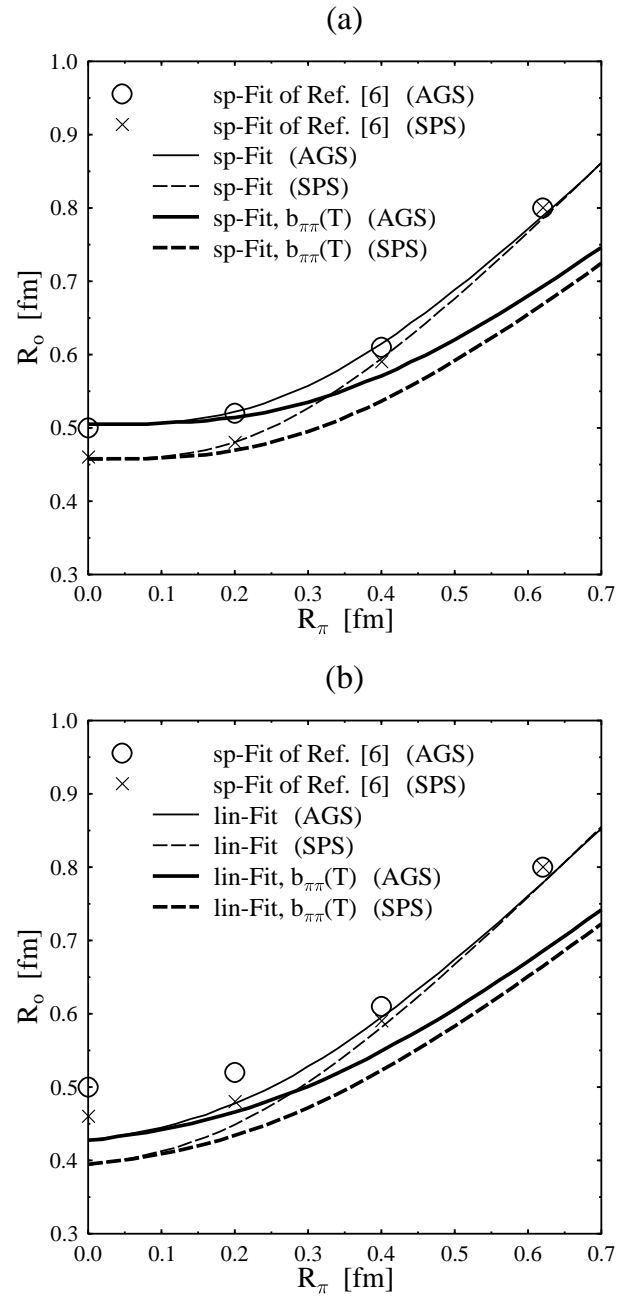 (a)
1.0
0.9
0.8
0.7
0.6
0.5
0.4
0.3
R_o [fm]
sp-Fit of Ref. [6] (AGS)
sp-Fit of Ref. [6] (SPS)
sp-Fit (AGS)
sp-Fit (SPS)
sp-Fit, b_ππ(T) (AGS)
sp-Fit, b_ππ(T) (SPS)
0.0 0.1 0.2 0.3 0.4 0.5 0.6 0.7
R_π [fm]
(b)
1.0
0.9
0.8
0.7
0.6
0.5
0.4
0.3
R_o [fm]
sp-Fit of Ref. [6] (AGS)
sp-Fit of Ref. [6] (SPS)
lin-Fit (AGS)
lin-Fit (SPS)
lin-Fit, b_ππ(T) (AGS)
lin-Fit, b_ππ(T) (SPS)
0.0 0.1 0.2 0.3 0.4 0.5 0.6 0.7
R_π [fm]